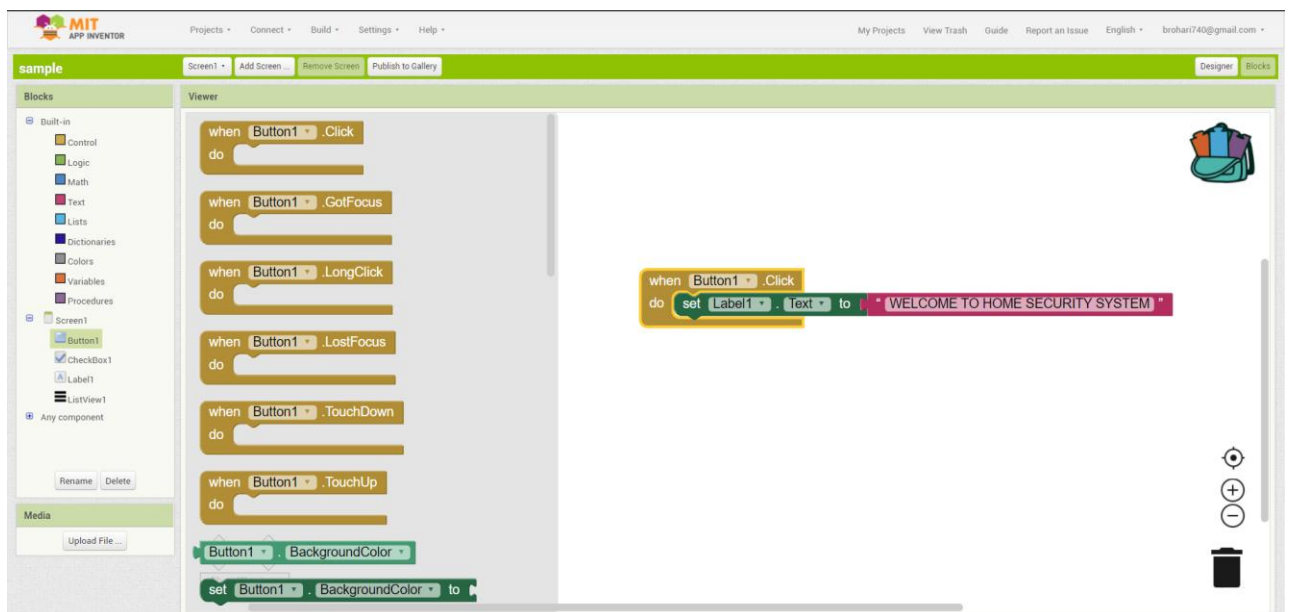 MIT
APP INVENTOR
Projects Connect Build Settings Help
My Projects View Trash Guide Report an Issue English brohari740@gmail.com
sample
Screen1 Add Screen ... Remove Screen Publish to Gallery
Designer Blocks
Blocks
Viewer
Built-in
Control
Logic
Math
Text
Lists
Dictionaries
Colors
Variables
Procedures
Screen1
Button1
CheckBox1
Label1
ListView1
Any component
Rename Delete
Media
Upload File ...
when Button1 .Click
do
when Button1 .GotFocus
do
when Button1 .LongClick
do
when Button1 .LostFocus
do
when Button1 .TouchDown
do
when Button1 .TouchUp
do
Button1 . BackgroundColor
set Button1 . BackgroundColor to
when Button1 .Click
do set Label1 . Text to " WELCOME TO HOME SECURITY SYSTEM "